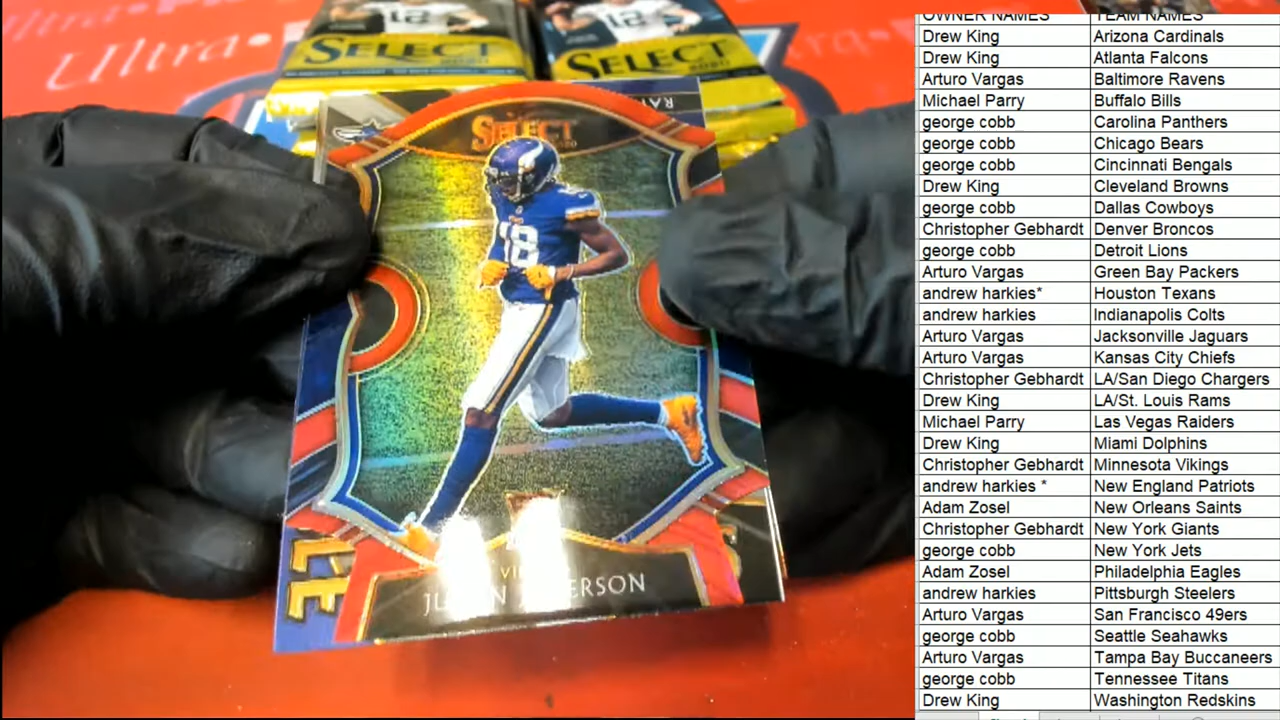 SELECT
2020
SELECT
2020
SELECT
2020
18
OWNER NAMES TEAM NAMES
Drew King Arizona Cardinals
Drew King Atlanta Falcons
Arturo Vargas Baltimore Ravens
Michael Parry Buffalo Bills
george cobb Carolina Panthers
george cobb Chicago Bears
george cobb Cincinnati Bengals
Drew King Cleveland Browns
george cobb Dallas Cowboys
Christopher Gebhardt Denver Broncos
george cobb Detroit Lions
Arturo Vargas Green Bay Packers
andrew harkies* Houston Texans
andrew harkies Indianapolis Colts
Arturo Vargas Jacksonville Jaguars
Arturo Vargas Kansas City Chiefs
Christopher Gebhardt LA/San Diego Chargers
Drew King LA/St. Louis Rams
Michael Parry Las Vegas Raiders
Drew King Miami Dolphins
Christopher Gebhardt Minnesota Vikings
andrew harkies * New England Patriots
Adam Zosel New Orleans Saints
Christopher Gebhardt New York Giants
george cobb New York Jets
Adam Zosel Philadelphia Eagles
andrew harkies Pittsburgh Steelers
Arturo Vargas San Francisco 49ers
george cobb Seattle Seahawks
Arturo Vargas Tampa Bay Buccaneers
george cobb Tennessee Titans
Drew King Washington Redskins